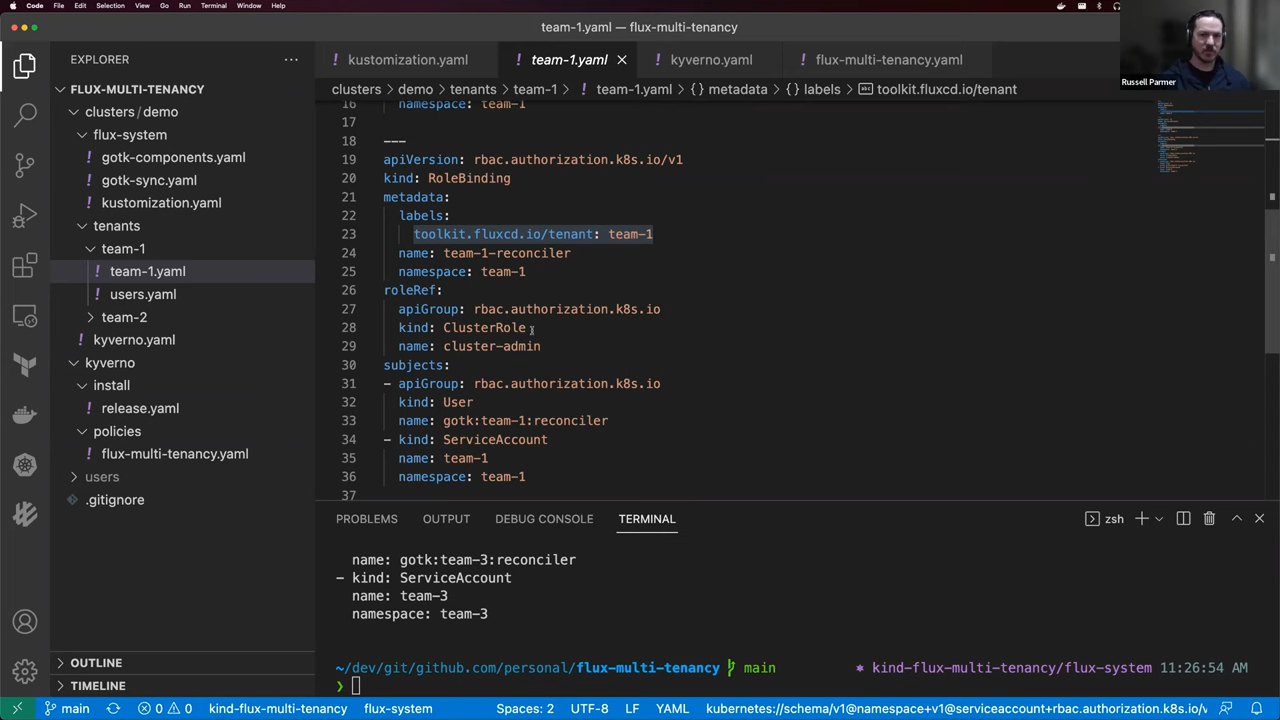 Code File Edit Selection View Go Run Terminal Window Help
team-1.yaml — flux-multi-tenancy
Russell Parmer
EXPLORER
FLUX-MULTI-TENANCY
clusters / demo
flux-system
! gotk-components.yaml
! gotk-sync.yaml
! kustomization.yaml
tenants
team-1
! team-1.yaml
! users.yaml
team-2
! kyverno.yaml
kyverno
install
! release.yaml
policies
! flux-multi-tenancy.yaml
users
.gitignore
OUTLINE
TIMELINE
! kustomization.yaml
! team-1.yaml
! kyverno.yaml
! flux-multi-tenancy.yaml
clusters > demo > tenants > team-1 > ! team-1.yaml > {} metadata > {} labels > toolkit.fluxcd.io/tenant
16 namespace: team-1
17
18 ---
19 apiVersion: rbac.authorization.k8s.io/v1
20 kind: RoleBinding
21 metadata:
22 labels:
23 toolkit.fluxcd.io/tenant: team-1
24 name: team-1-reconciler
25 namespace: team-1
26 roleRef:
27 apiGroup: rbac.authorization.k8s.io
28 kind: ClusterRole
29 name: cluster-admin
30 subjects:
31 - apiGroup: rbac.authorization.k8s.io
32 kind: User
33 name: gotk:team-1:reconciler
34 - kind: ServiceAccount
35 name: team-1
36 namespace: team-1
37
PROBLEMS OUTPUT DEBUG CONSOLE TERMINAL
zsh
name: gotk:team-3:reconciler
- kind: ServiceAccount
name: team-3
namespace: team-3
~/dev/git/github.com/personal/flux-multi-tenancy main
* kind-flux-multi-tenancy/flux-system 11:26:54 AM
❯
main 0 0 kind-flux-multi-tenancy flux-system Spaces: 2 UTF-8 LF YAML kubernetes://schema/v1@namespace+v1@serviceaccount+rbac.authorization.k8s.io/v